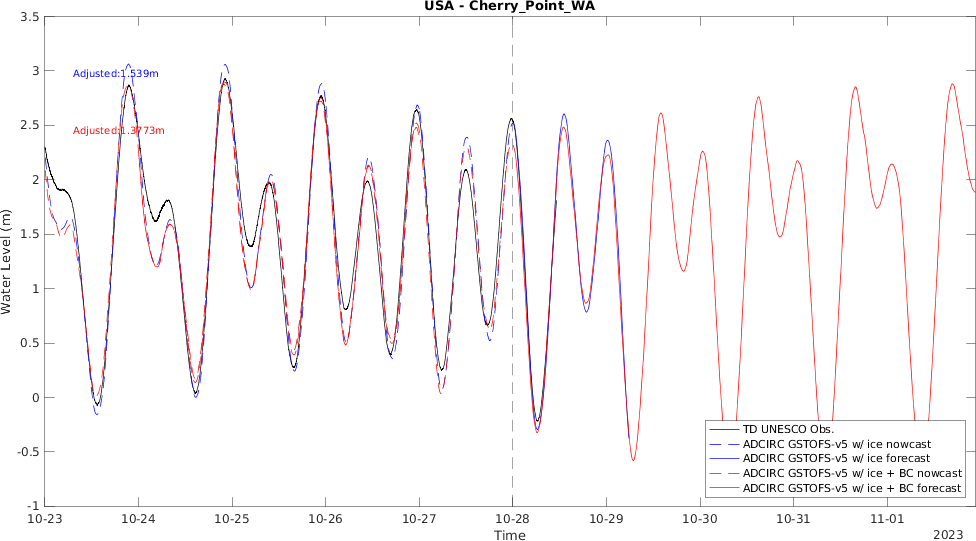 USA - Cherry_Point_WA
3.5
3
2.5
2
1.5
1
0.5
0
-0.5
-1
Water Level (m)
Adjusted:1.539m
Adjusted:1.3773m
TD UNESCO Obs.
ADCIRC GSTOFS-v5 w/ ice nowcast
ADCIRC GSTOFS-v5 w/ ice forecast
ADCIRC GSTOFS-v5 w/ ice + BC nowcast
ADCIRC GSTOFS-v5 w/ ice + BC forecast
10-23 10-24 10-25 10-26 10-27 10-28 10-29 10-30 10-31 11-01
Time
2023